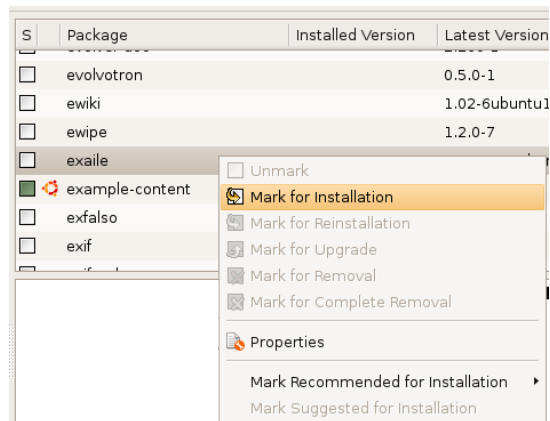 S Package Installed Version Latest Version
evolvotron 0.5.0-1
ewiki 1.02-6ubuntu1
ewipe 1.2.0-7
exaile
example-content
exfalso
exif
Unmark
Mark for Installation
Mark for Reinstallation
Mark for Upgrade
Mark for Removal
Mark for Complete Removal
Properties
Mark Recommended for Installation
Mark Suggested for Installation